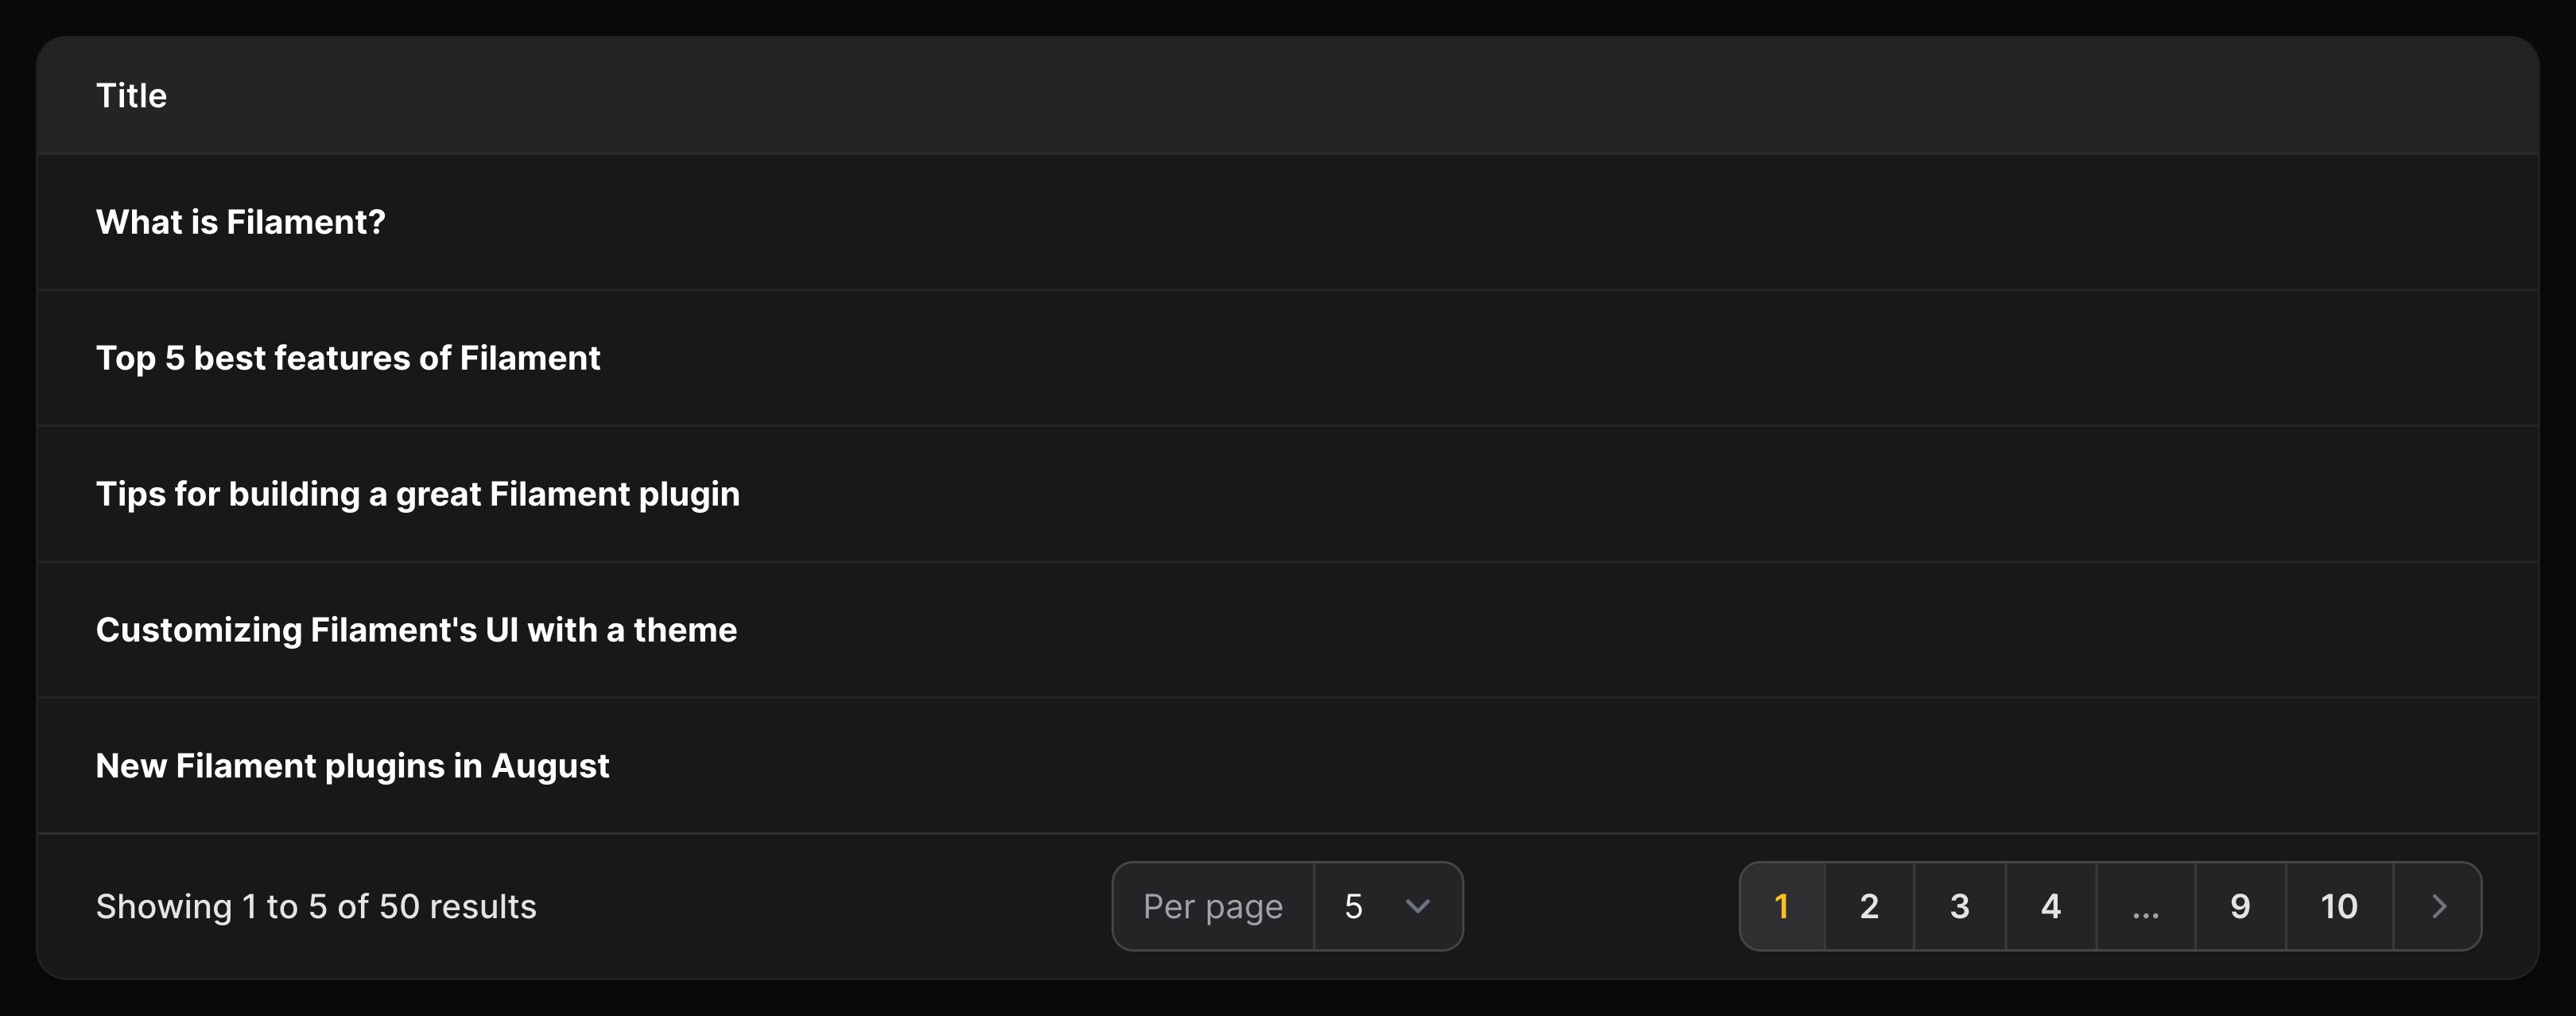 Title
What is Filament?
Top 5 best features of Filament
Tips for building a great Filament plugin
Customizing Filament's UI with a theme
New Filament plugins in August
Showing 1 to 5 of 50 results Per page 5 1 2 3 4 ... 9 10